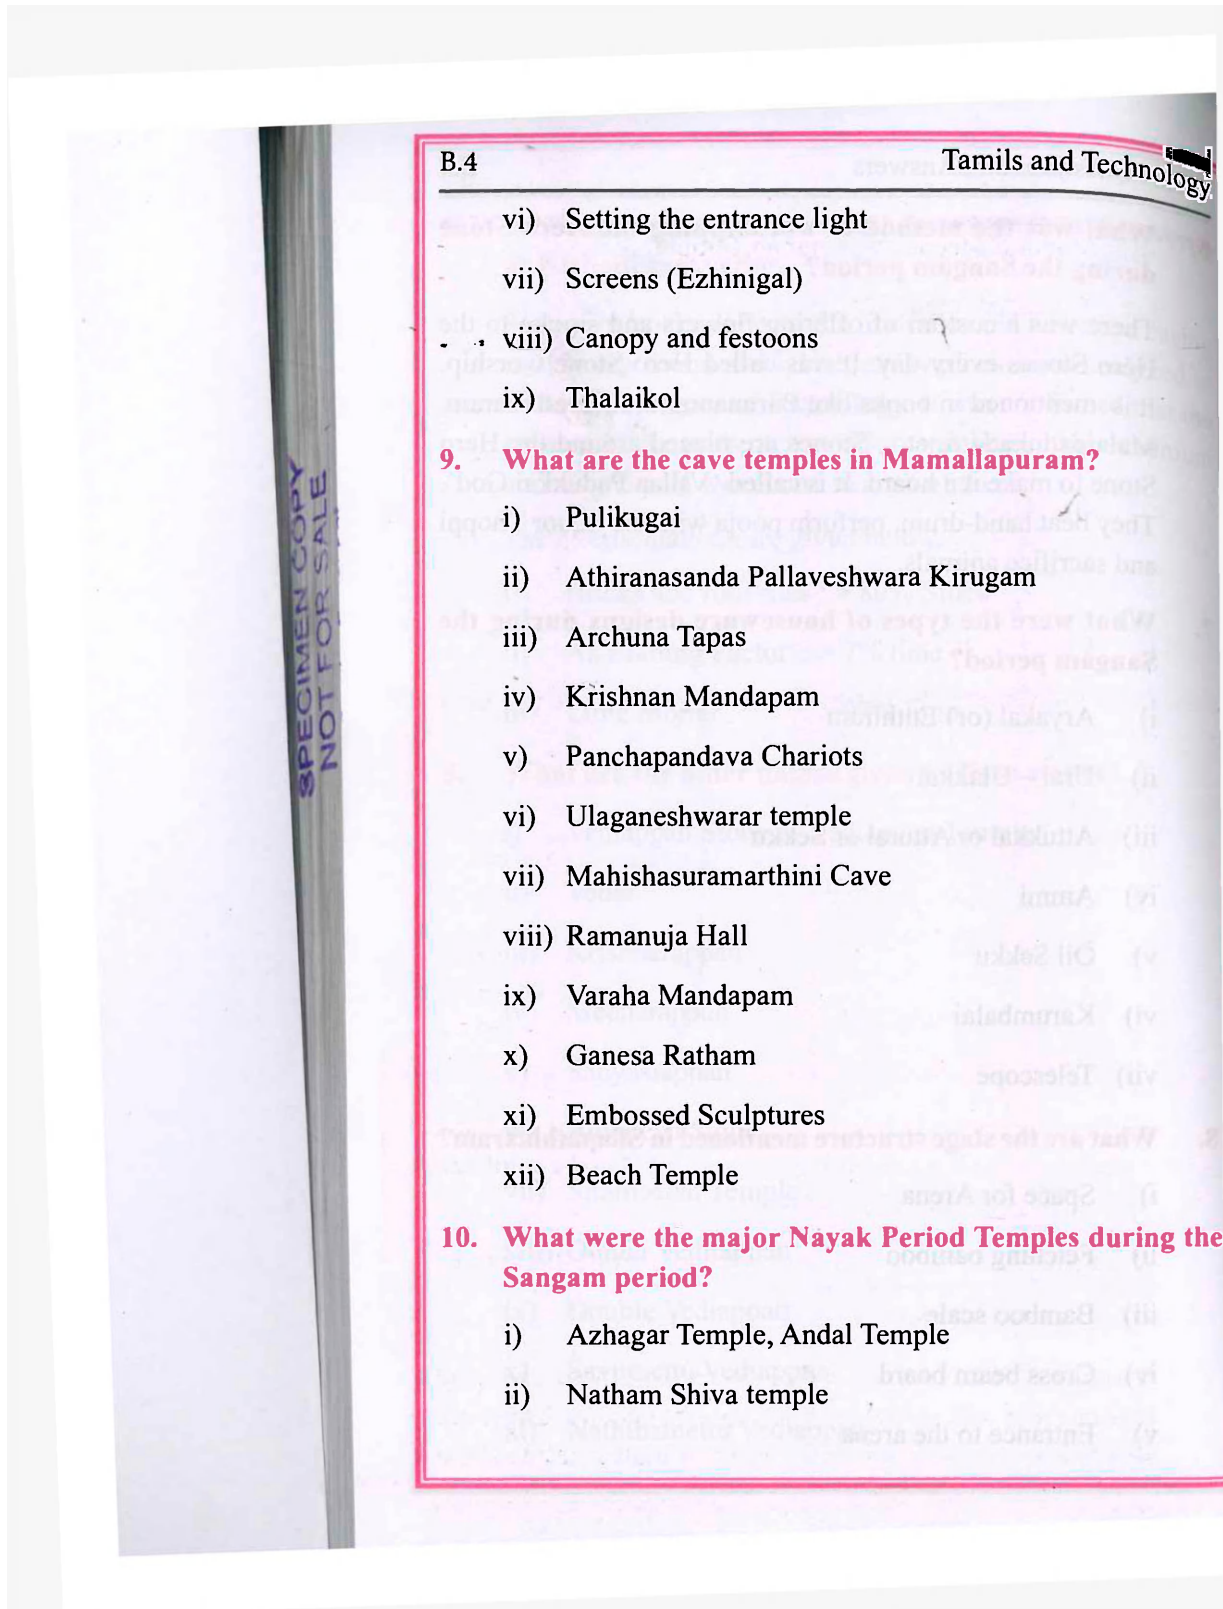 B.4 Tamils and Technology
vi) Setting the entrance light
vii) Screens (Ezhinigal)
viii) Canopy and festoons
ix) Thalaikol
9. What are the cave temples in Mamallapuram?
i) Pulikugai
ii) Athiranasanda Pallaveshwara Kirugam
iii) Archuna Tapas
iv) Krishnan Mandapam
v) Panchapandava Chariots
vi) Ulaganeshwarar temple
vii) Mahishasuramarthini Cave
viii) Ramanuja Hall
ix) Varaha Mandapam
x) Ganesa Ratham
xi) Embossed Sculptures
xii) Beach Temple
10. What were the major Nayak Period Temples during the
Sangam period?
i) Azhagar Temple, Andal Temple
ii) Natham Shiva temple
SPECIMEN COPY
NOT FOR SALE